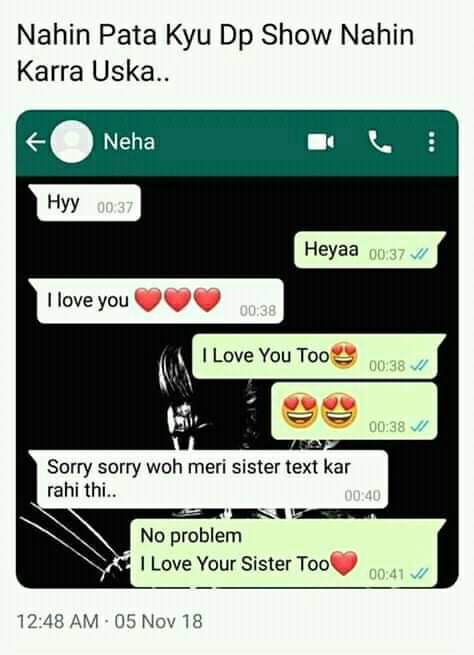 Nahin Pata Kyu Dp Show Nahin
Karra Uska..
Neha
Hyy 00:37
Heyaa 00:37
I love you ❤️❤️❤️ 00:38
I Love You Too😍 00:38
😍😍 00:38
Sorry sorry woh meri sister text kar
rahi thi..
00:40
No problem
I Love Your Sister Too❤️ 00:41
12:48 AM · 05 Nov 18